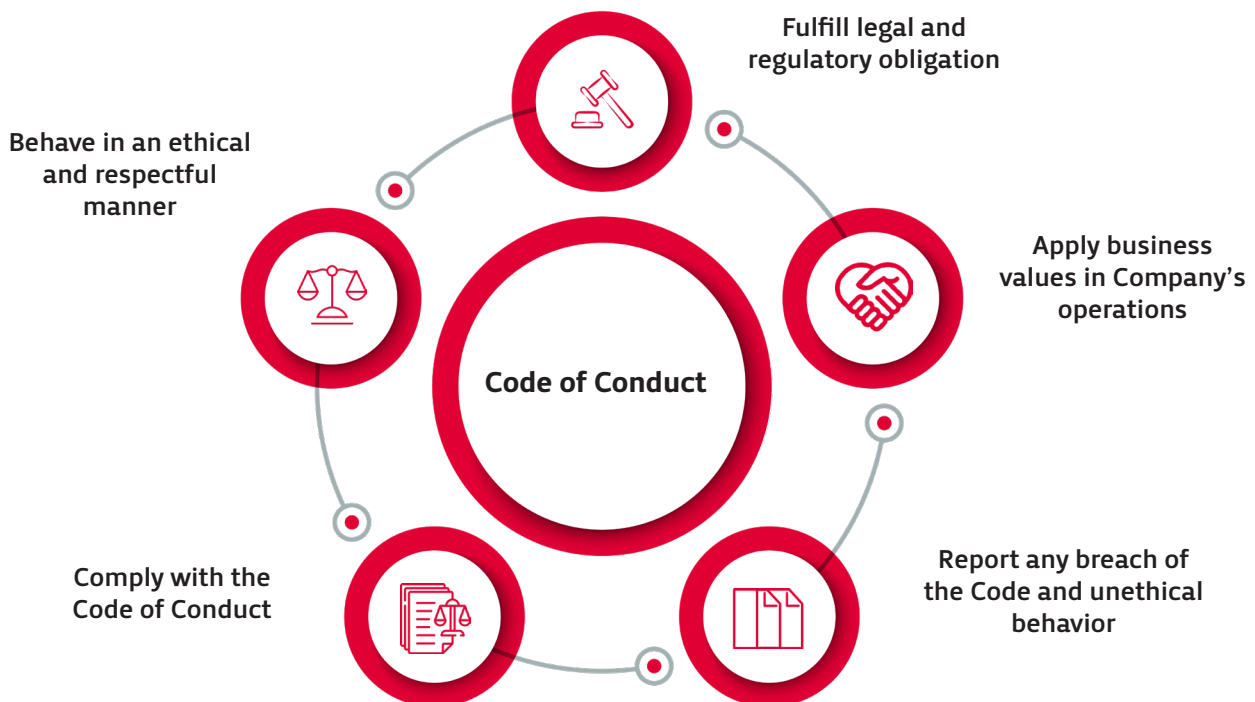 Fulfill legal and
regulatory obligation
Behave in an ethical
and respectful
manner
Apply business
values in Company’s
operations
Code of Conduct
Comply with the
Code of Conduct
Report any breach of
the Code and unethical
behavior